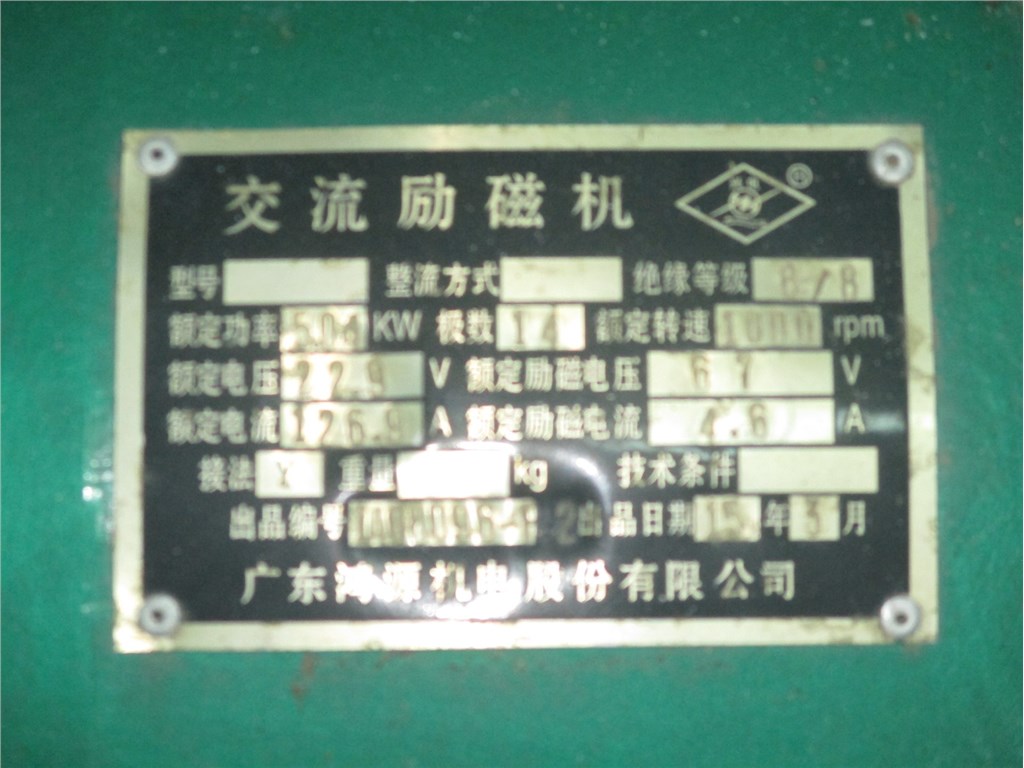 交流励磁机
型号 整流方式 绝缘等级 B/B
额定功率 50.4 KW 极数 14 额定转速 1000 rpm
额定电压 229 V 额定励磁电压 67 V
额定电流 126.9 A 额定励磁电流 4.6 A
接法 Y 重量 kg 技术条件
出品编号 出品日期 15 年 3 月
广东鸿源机电股份有限公司